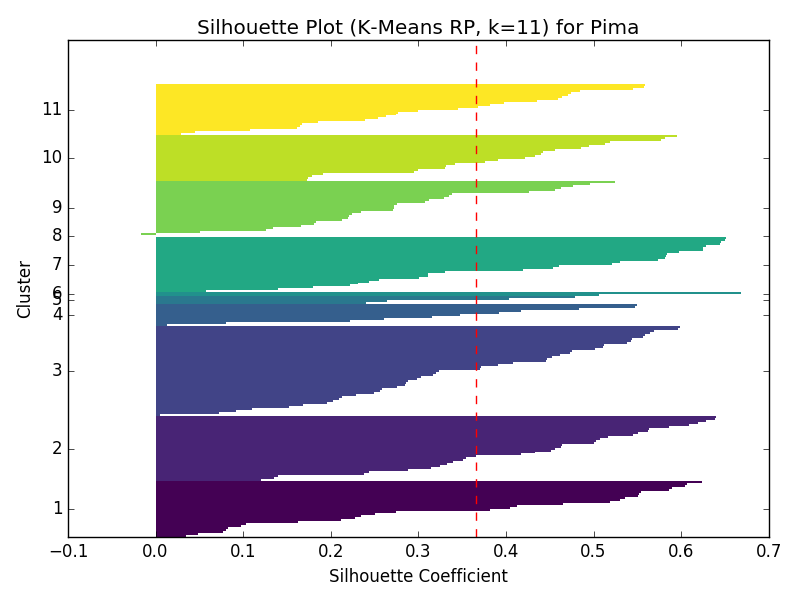 Silhouette Plot (K-Means RP, k=11) for Pima
11
10
9
8
7
6
5
4
3
2
1
Cluster
−0.1 0.0 0.1 0.2 0.3 0.4 0.5 0.6 0.7
Silhouette Coefficient